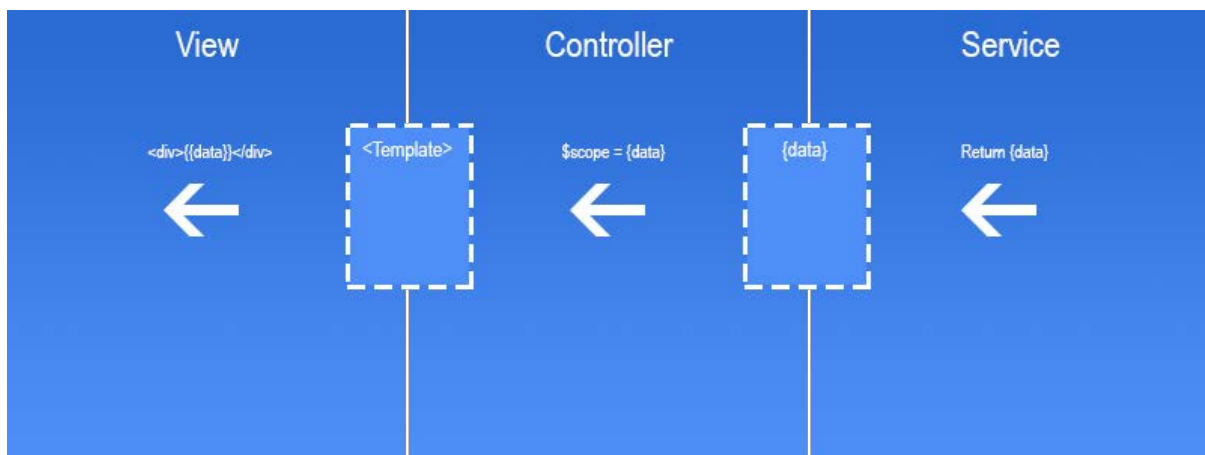 View
Controller
Service
<div>{{data}}</div>
<Template>
$scope = {data}
{data}
Return {data}